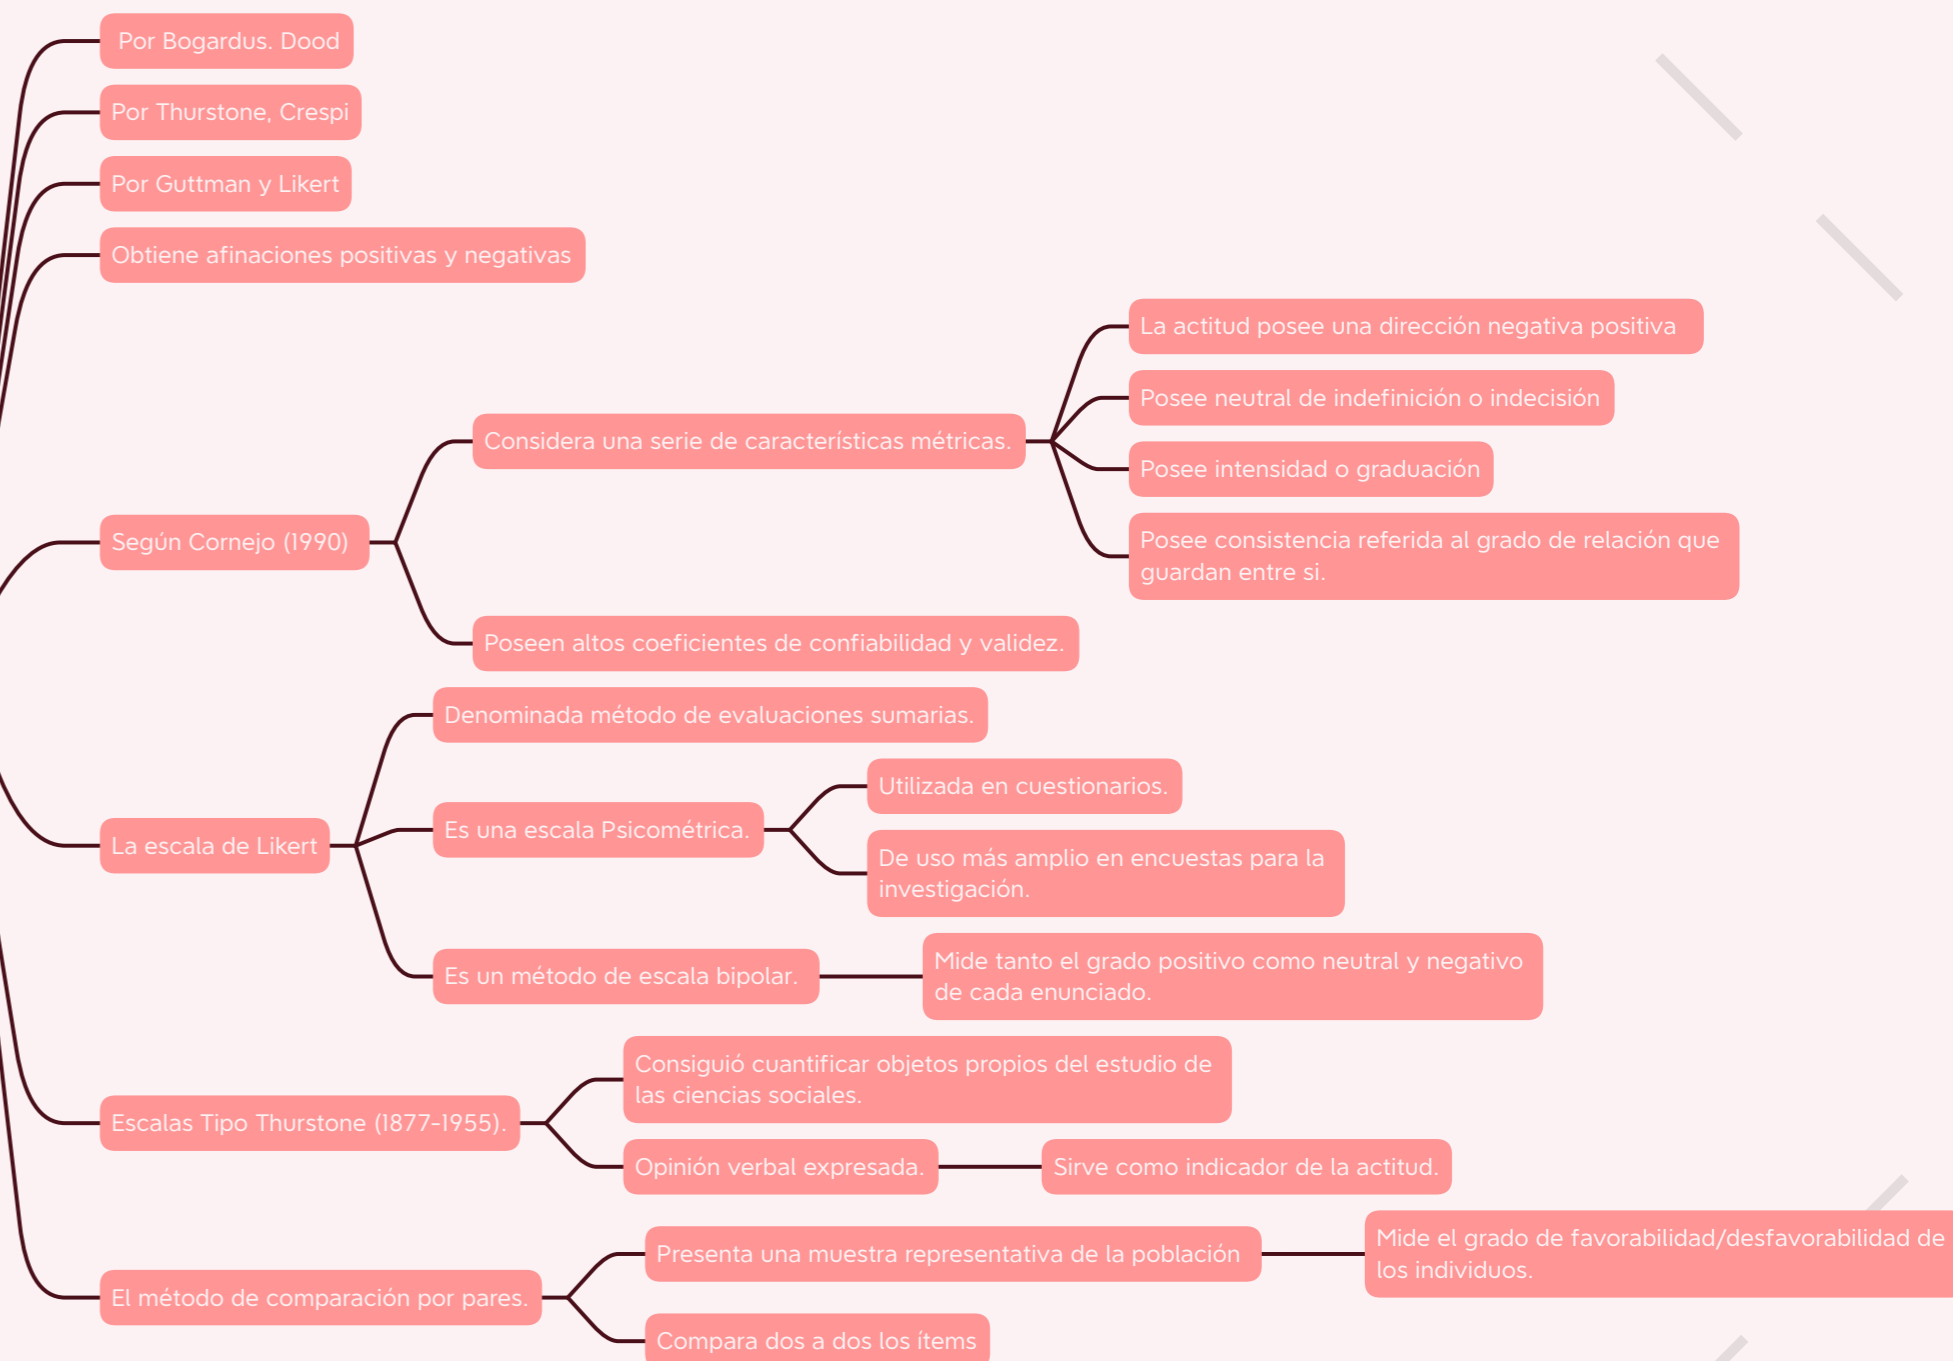 Por Bogardus. Dood
Por Thurstone, Crespi
Por Guttman y Likert
Obtiene afinaciones positivas y negativas
Según Cornejo (1990)
Considera una serie de características métricas.
La actitud posee una dirección negativa positiva
Posee neutral de indefinición o indecisión
Posee intensidad o graduación
Posee consistencia referida al grado de relación que
guardan entre si.
Poseen altos coeficientes de confiabilidad y validez.
La escala de Likert
Denominada método de evaluaciones sumarias.
Es una escala Psicométrica.
Utilizada en cuestionarios.
De uso más amplio en encuestas para la
investigación.
Es un método de escala bipolar.
Mide tanto el grado positivo como neutral y negativo
de cada enunciado.
Escalas Tipo Thurstone (1877-1955).
Consiguió cuantificar objetos propios del estudio de
las ciencias sociales.
Opinión verbal expresada.
Sirve como indicador de la actitud.
El método de comparación por pares.
Presenta una muestra representativa de la población
Mide el grado de favorabilidad/desfavorabilidad de
los individuos.
Compara dos a dos los ítems